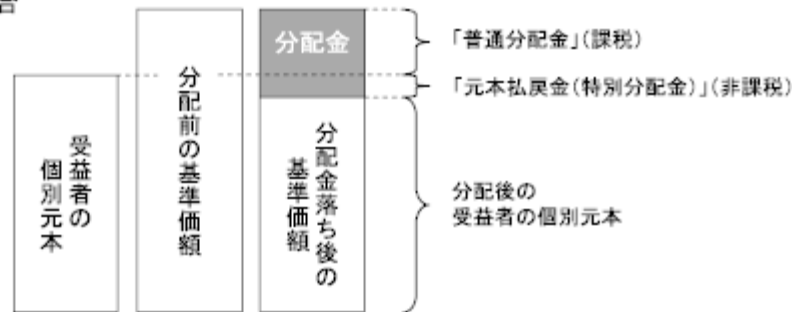 分配金
「普通分配金」(課税)
「元本払戻金(特別分配金)」(非課税)
受益者の
個別元本
分配前の基準価額
分配金落ち後の
基準価額
分配後の
受益者の個別元本